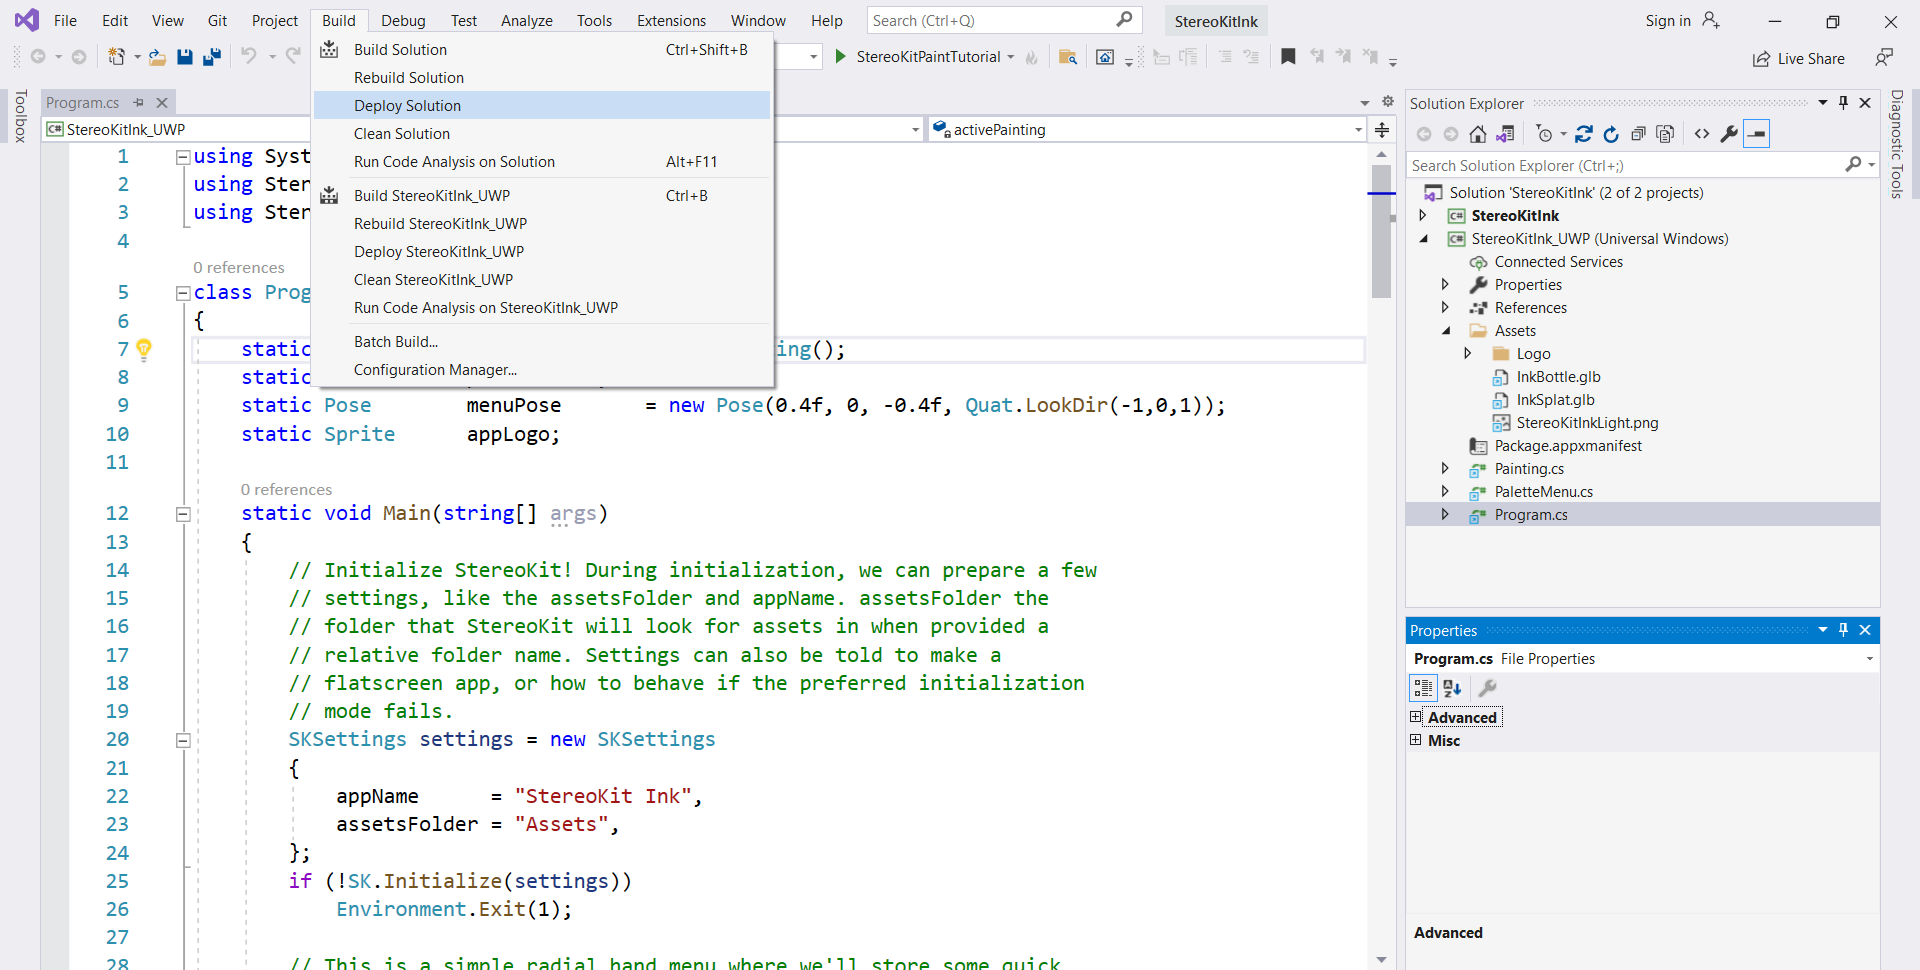 File Edit View Git Project Build Debug Test Analyze Tools Extensions Window Help Search (Ctrl+Q) StereoKitInk Sign in
StereoKitPaintTutorial Live Share
Build Solution Ctrl+Shift+B
Rebuild Solution
Deploy Solution
Clean Solution
Run Code Analysis on Solution Alt+F11
Build StereoKitInk_UWP Ctrl+B
Rebuild StereoKitInk_UWP
Deploy StereoKitInk_UWP
Clean StereoKitInk_UWP
Run Code Analysis on StereoKitInk_UWP
Batch Build...
Configuration Manager...
Toolbox
Program.cs
C# StereoKitInk_UWP activePainting
1 using Syst
2 using Ster
3 using Ster
4
0 references
5 class Prog
6 {
7 static ing();
8 static
9 static Pose menuPose = new Pose(0.4f, 0, -0.4f, Quat.LookDir(-1,0,1));
10 static Sprite appLogo;
11
0 references
12 static void Main(string[] args)
13 {
14 // Initialize StereoKit! During initialization, we can prepare a few
15 // settings, like the assetsFolder and appName. assetsFolder the
16 // folder that StereoKit will look for assets in when provided a
17 // relative folder name. Settings can also be told to make a
18 // flatscreen app, or how to behave if the preferred initialization
19 // mode fails.
20 SKSettings settings = new SKSettings
21 {
22 appName = "StereoKit Ink",
23 assetsFolder = "Assets",
24 };
25 if (!SK.Initialize(settings))
26 Environment.Exit(1);
27
28 // This is a simple radial hand menu where we'll store some quick
Solution Explorer
Search Solution Explorer (Ctrl+;)
Solution 'StereoKitInk' (2 of 2 projects)
C# StereoKitInk
C# StereoKitInk_UWP (Universal Windows)
Connected Services
Properties
References
Assets
Logo
InkBottle.glb
InkSplat.glb
StereoKitInkLight.png
Package.appxmanifest
Painting.cs
PaletteMenu.cs
Program.cs
Diagnostic Tools
Properties
Program.cs File Properties
Advanced
Misc
Advanced